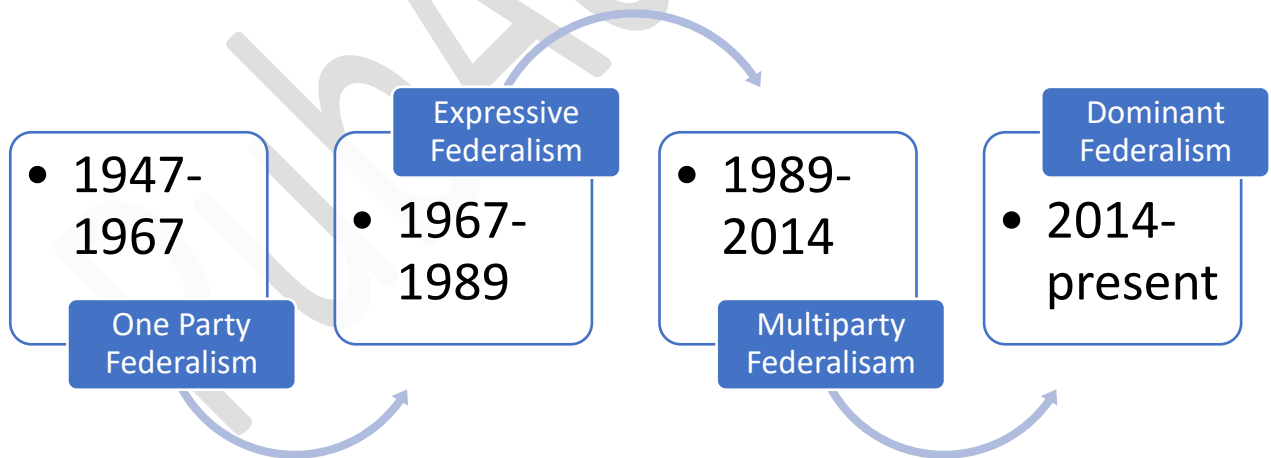 • 1947-
1967
One Party
Federalism
Expressive
Federalism
• 1967-
1989
• 1989-
2014
Multiparty
Federalisam
Dominant
Federalism
• 2014-
present